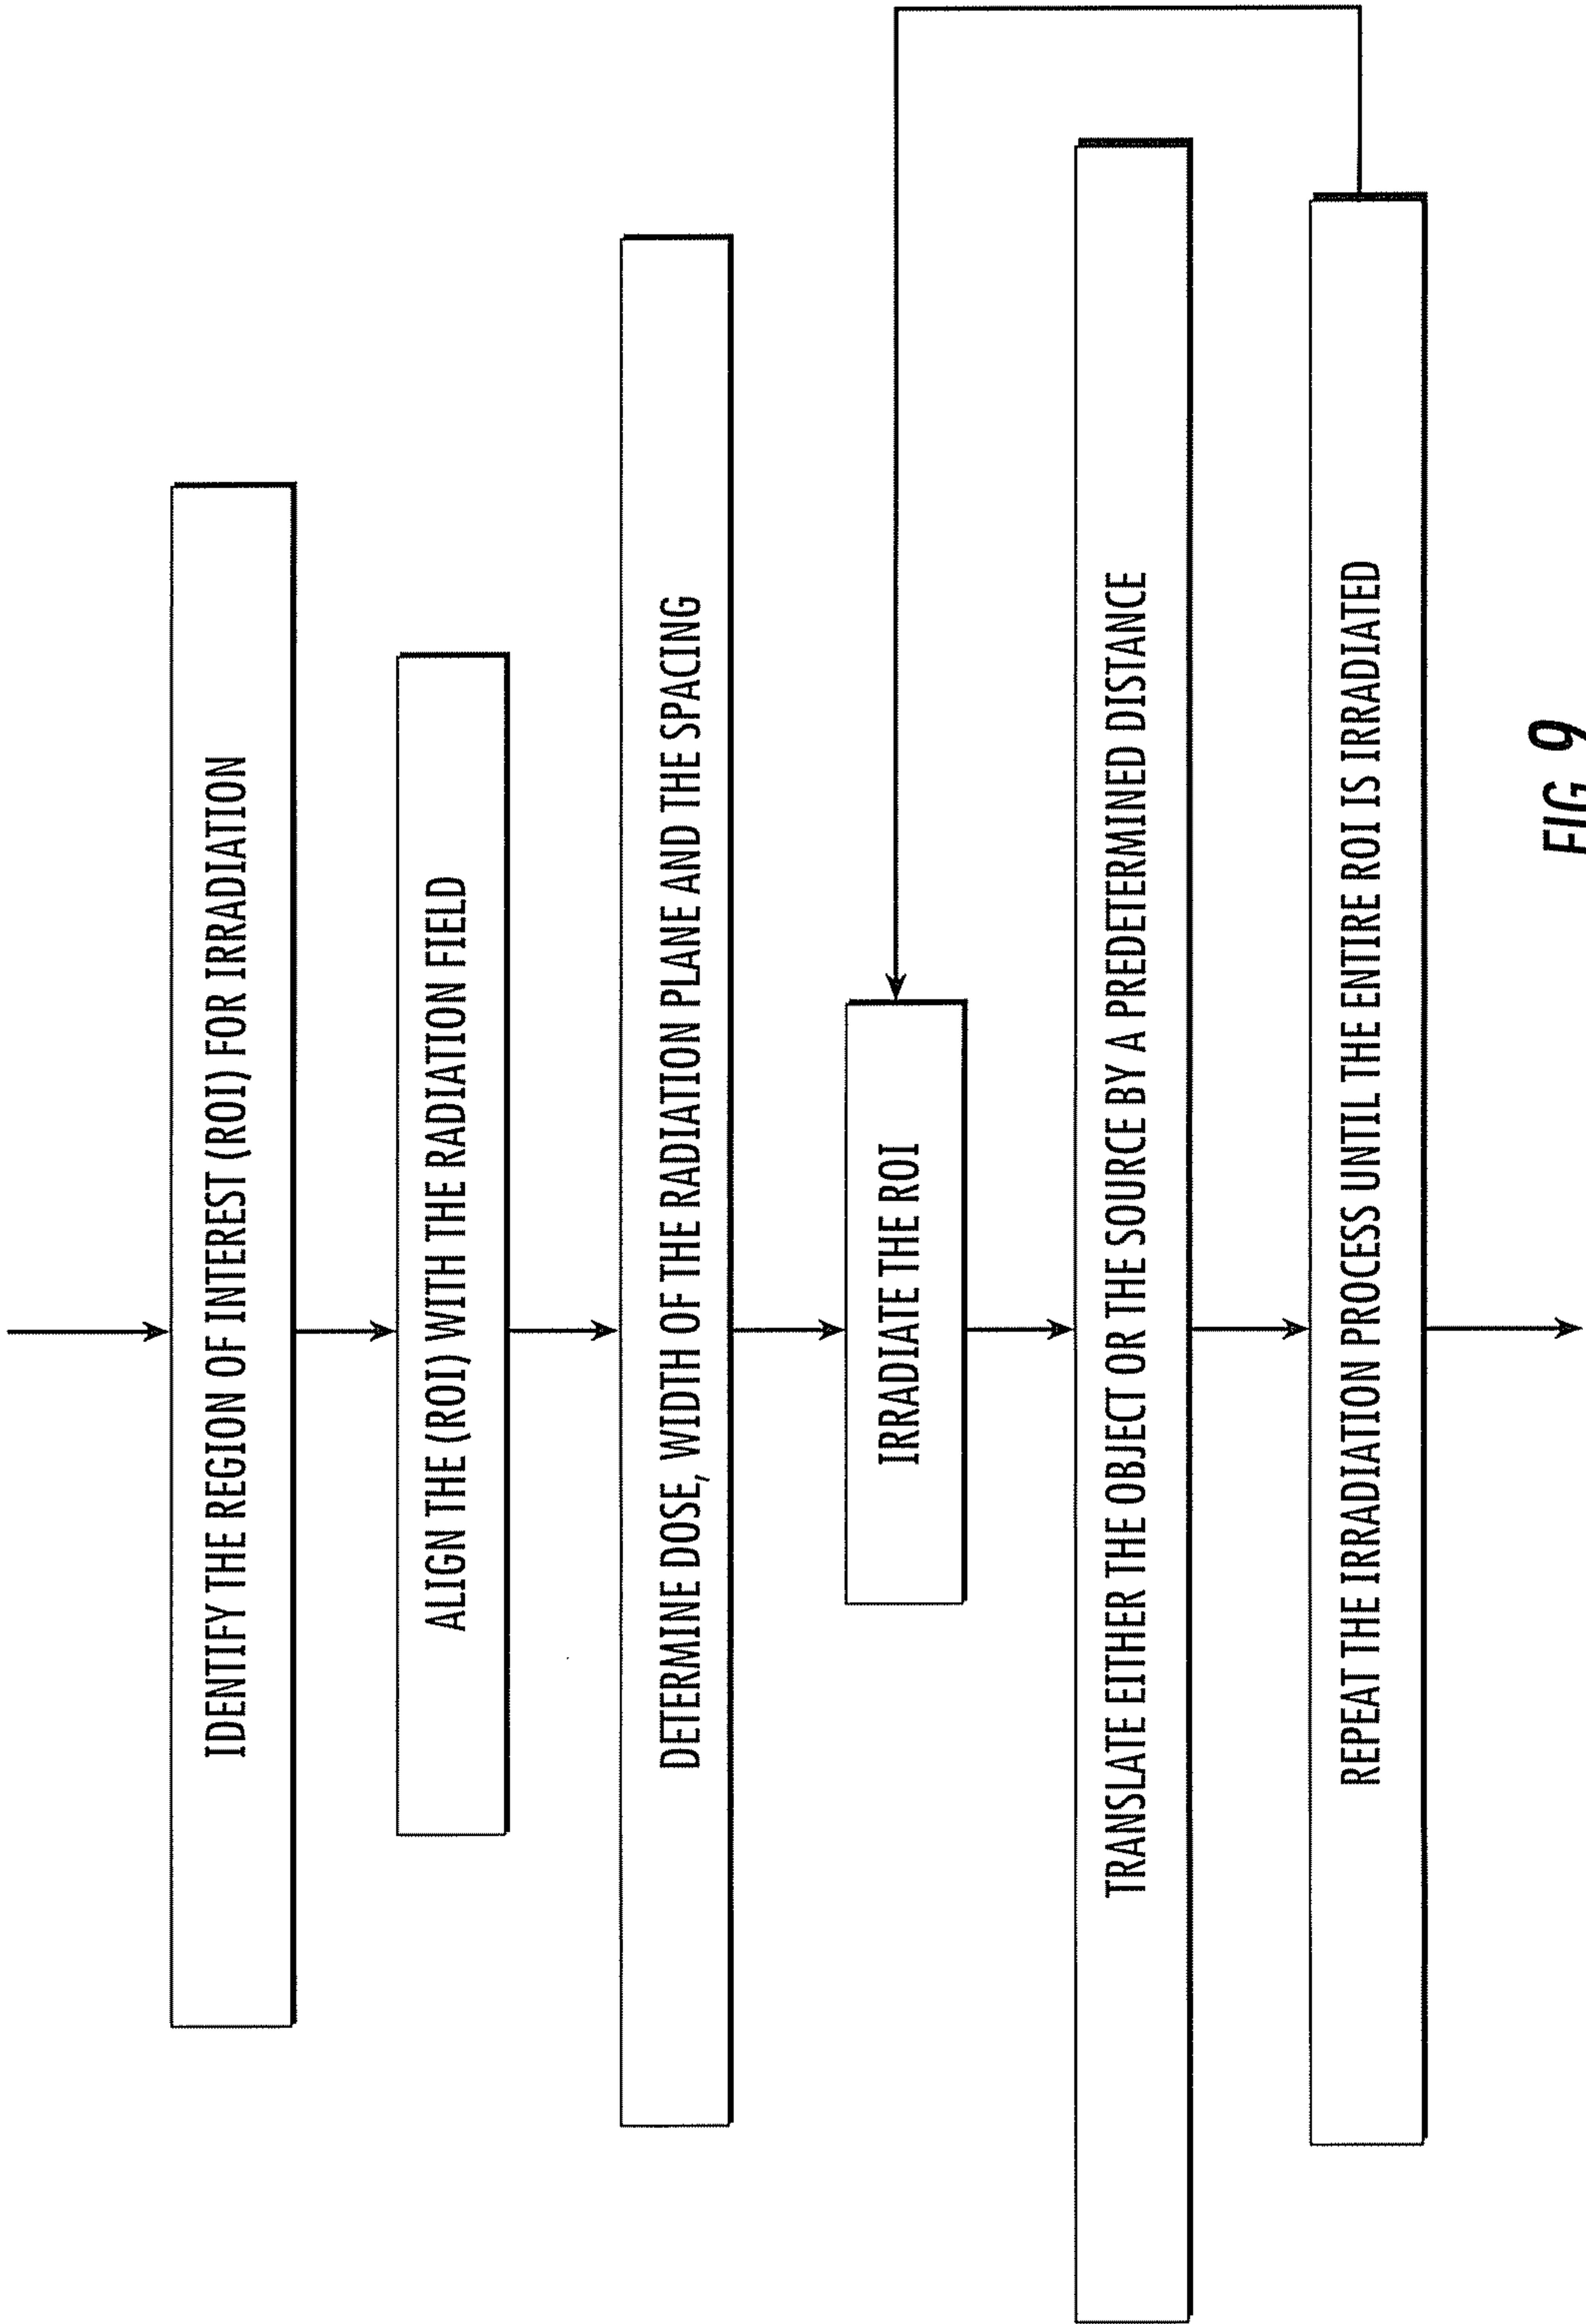 IDENTIFY THE REGION OF INTEREST (ROI) FOR IRRADIATION
ALIGN THE (ROI) WITH THE RADIATION FIELD
DETERMINE DOSE, WIDTH OF THE RADIATION PLANE AND THE SPACING
IRRADIATE THE ROI
TRANSLATE EITHER THE OBJECT OR THE SOURCE BY A PREDETERMINED DISTANCE
REPEAT THE IRRADIATION PROCESS UNTIL THE ENTIRE ROI IS IRRADIATED
FIG 9